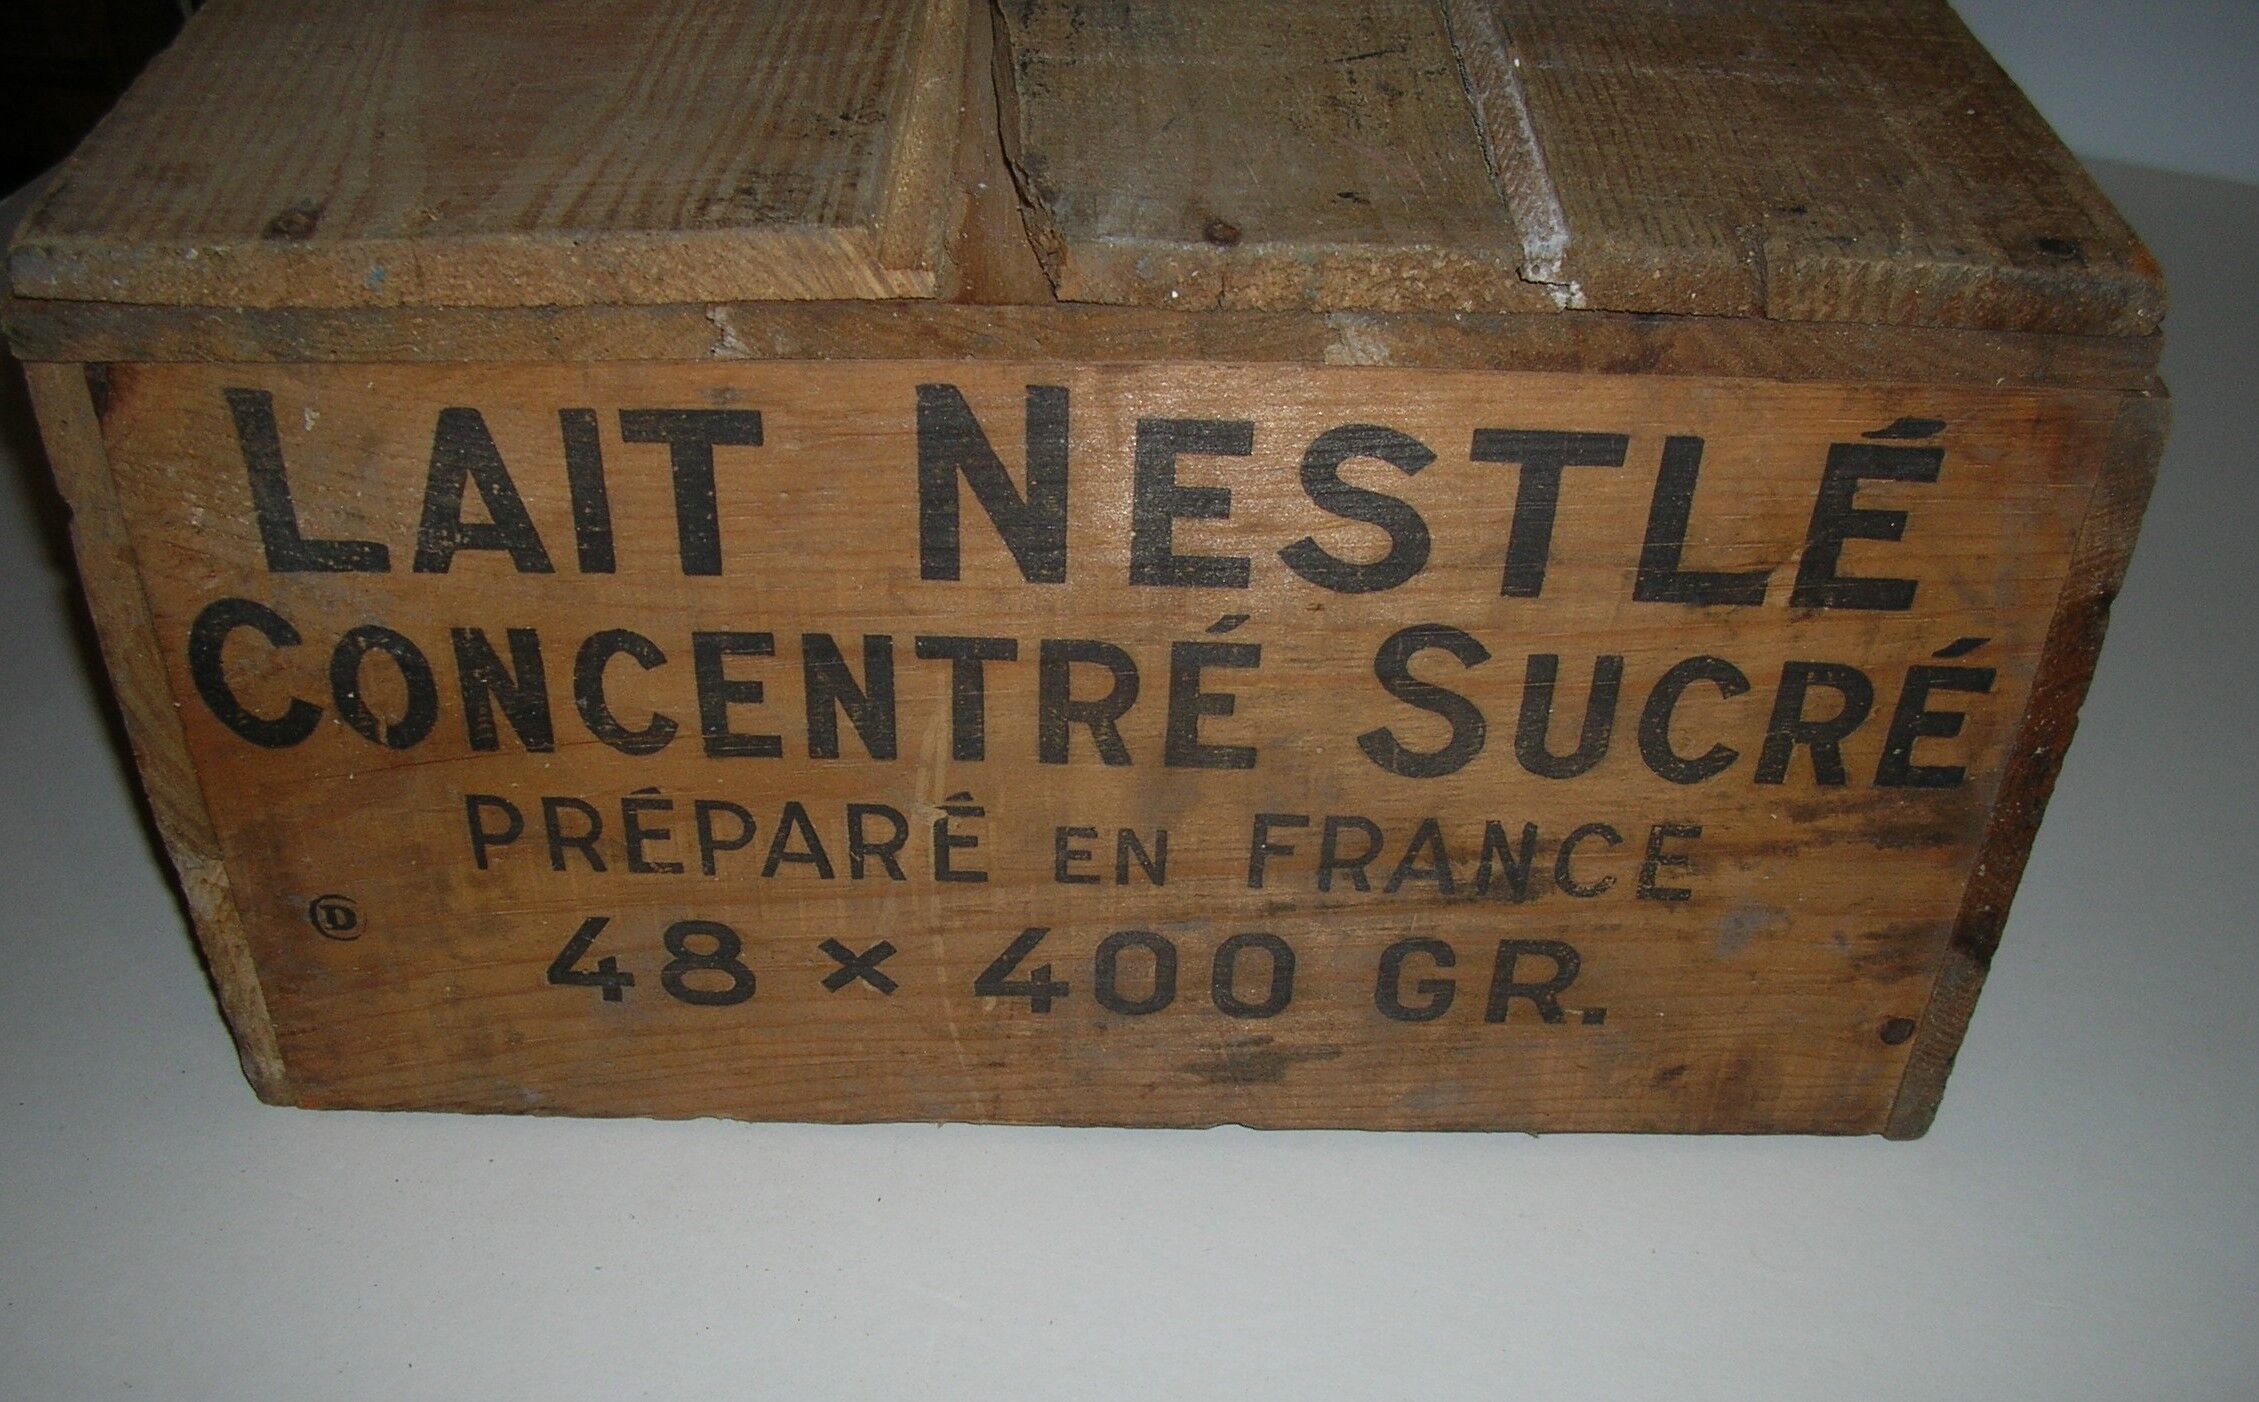 LAIT NESTLÉ
CONCENTRÉ SUCRÉ
PRÉPARÉ EN FRANCE
D
48 × 400 GR.